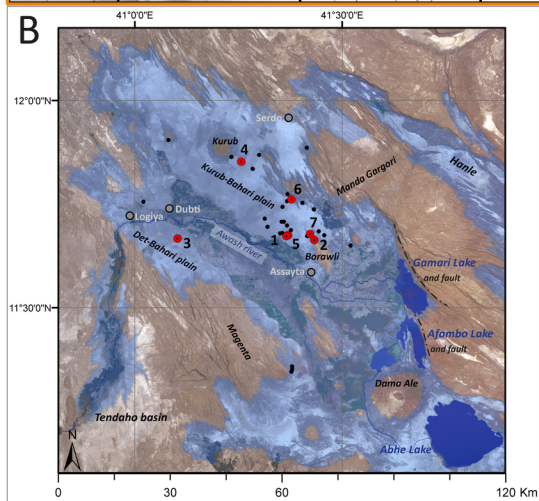 B
41°0'0"E 41°30'0"E
12°0'0"N
11°30'0"N
Serdo
Kurub
4
Kurub-Bahari plain
Manda Gargori
Hanle
6
Dubti
Logiya
7
1 5 2
Awash river
Borawli
3
Det-Bahari plain
Assayta
Gamari Lake
and fault
Magenta
Afambo Lake
and fault
Dama Ale
Tendaho basin
Abhe Lake
N
0 30 60 120 Km